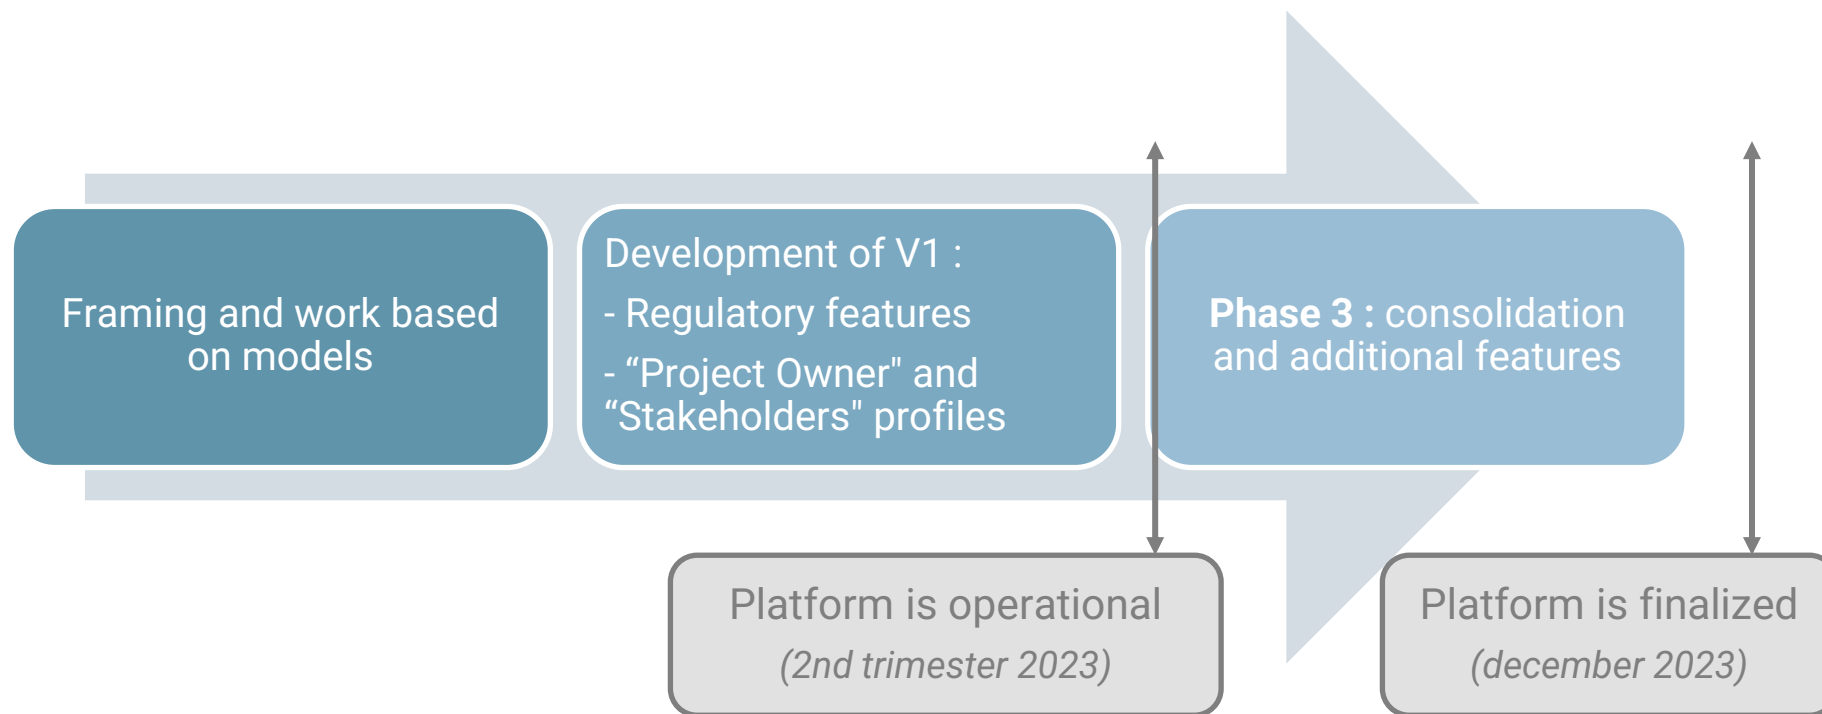 Framing and work based
on models
Development of V1 :
- Regulatory features
- “Project Owner" and
“Stakeholders" profiles
Phase 3 : consolidation
and additional features
Platform is operational
(2nd trimester 2023)
Platform is finalized
(december 2023)